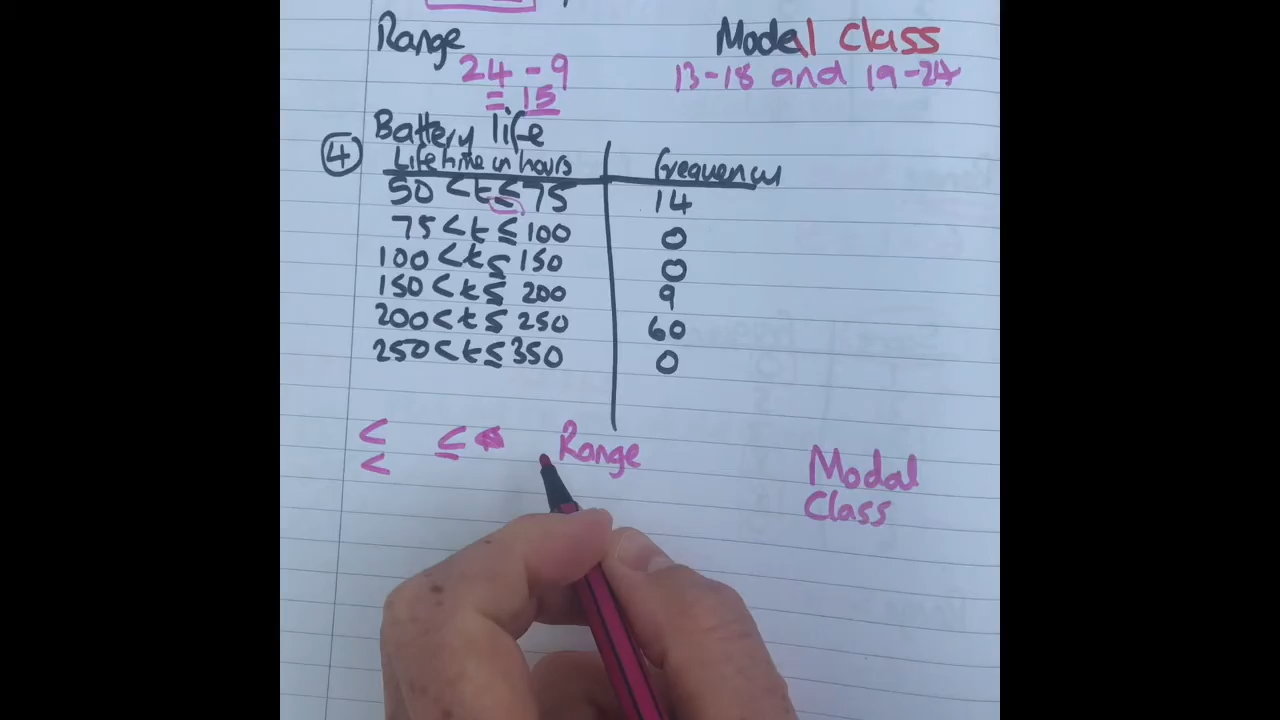 Range
Modal Class
24 - 9
13-18 and 19-24
= 15
Battery life
④ Lifetime in hours frequency
50 < t ≤ 75 14
75 < t ≤ 100 0
100 < t ≤ 150 0
150 < t ≤ 200 9
200 < t ≤ 250 60
250 < t ≤ 350 0
< ≤ Range
<
Modal
Class